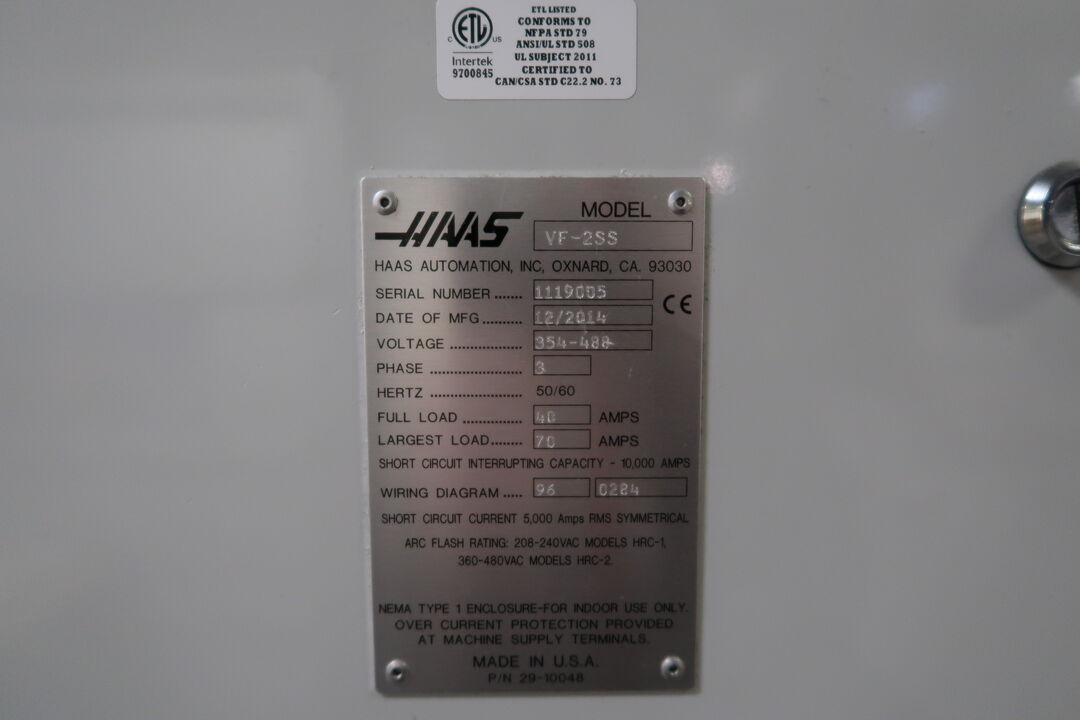 ETL LISTED
CONFORMS TO
NFPA STD 79
ANSI/UL STD 508
UL SUBJECT 2011
CERTIFIED TO
CAN/CSA STD C22.2 NO. 73
C ETL US
Intertek
9700845
HAAS
MODEL
VF-2SS
HAAS AUTOMATION, INC, OXNARD, CA. 93030
SERIAL NUMBER ....... 1119005
CE
DATE OF MFG .......... 12/2014
VOLTAGE .................. 354-488
PHASE ....................... 3
HERTZ ....................... 50/60
FULL LOAD ............... 40 AMPS
LARGEST LOAD........ 70 AMPS
SHORT CIRCUIT INTERRUPTING CAPACITY - 10,000 AMPS
WIRING DIAGRAM ..... 96 0284
SHORT CIRCUIT CURRENT 5,000 Amps RMS SYMMETRICAL
ARC FLASH RATING: 208-240VAC MODELS HRC-1,
360-480VAC MODELS HRC-2.
NEMA TYPE 1 ENCLOSURE-FOR INDOOR USE ONLY.
OVER CURRENT PROTECTION PROVIDED
AT MACHINE SUPPLY TERMINALS.
MADE IN U.S.A.
P/N 29-10048